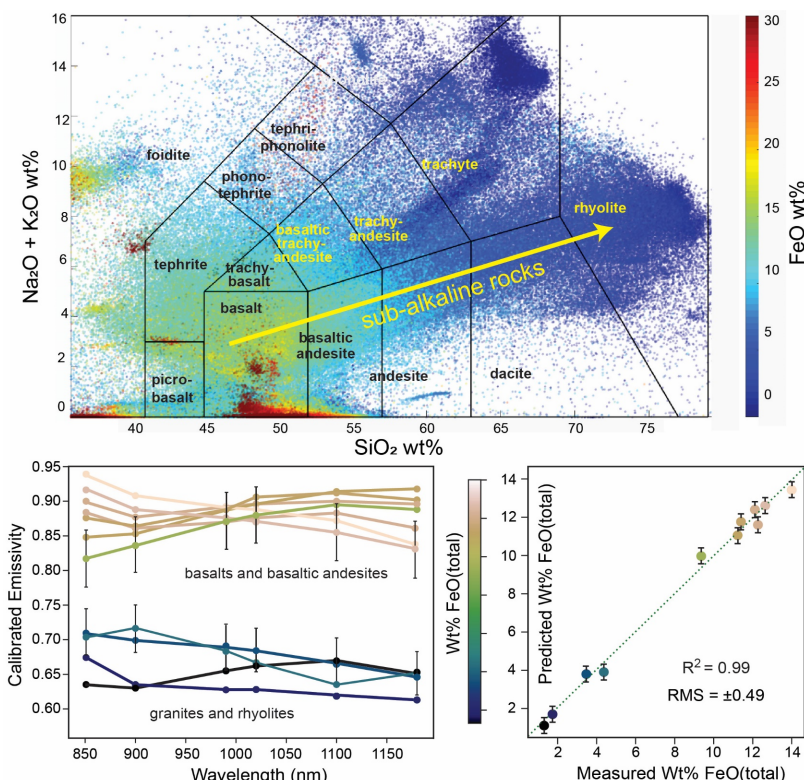 16
14
12
10
8
6
4
2
0
Na₂O + K₂O wt%
40
45
50
55
60
65
70
75
SiO₂ wt%
foidite
tephri-
phonolite
phono-
tephrite
trachyte
rhyolite
basaltic
trachy-
andesite
trachy-
andesite
tephrite
trachy-
basalt
basalt
basaltic
andesite
picro-
basalt
andesite
dacite
sub-alkaline rocks
30
25
20
15
10
5
0
FeO wt%
0.95
0.90
0.85
0.80
0.75
0.70
0.65
0.60
Calibrated Emissivity
basalts and basaltic andesites
granites and rhyolites
850
900
950
1000
1050
1100
1150
Wavelength (nm)
Wt% FeO(total)
14
12
10
8
6
4
2
Predicted Wt% FeO(total)
R² = 0.99
RMS = ±0.49
2
4
6
8
10
12
14
Measured Wt% FeO(total)